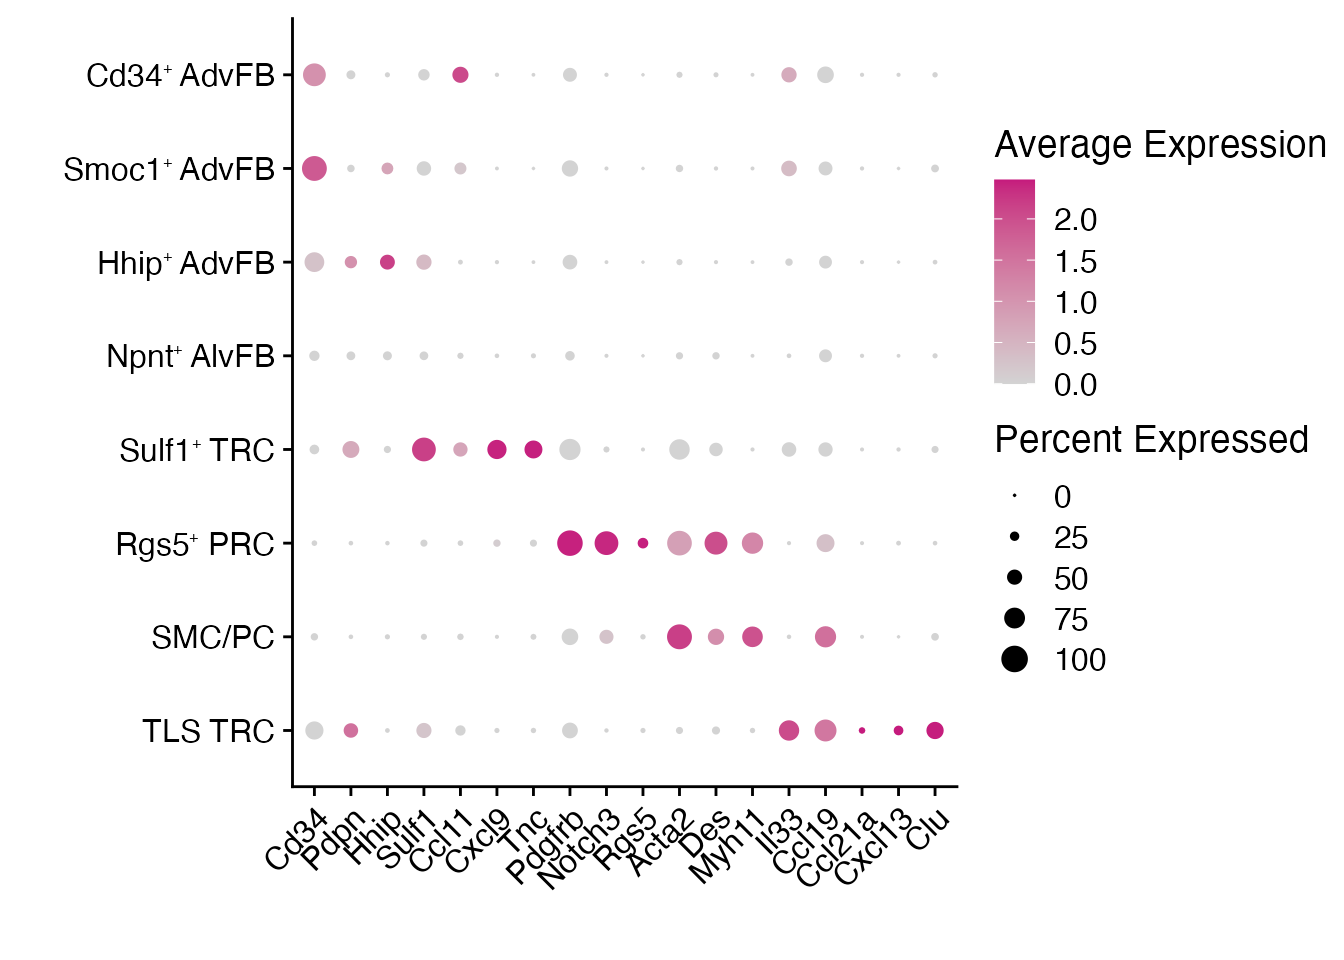 Cd34⁺ AdvFB
Smoc1⁺ AdvFB
Hhip⁺ AdvFB
Npnt⁺ AlvFB
Sulf1⁺ TRC
Rgs5⁺ PRC
SMC/PC
TLS TRC
Cd34
Pdpn
Hhip
Sulf1
Ccl11
Cxcl9
Tnc
Pdgfrb
Notch3
Rgs5
Acta2
Des
Myh11
Il33
Ccl19
Ccl21a
Cxcl13
Clu
Average Expression
2.0
1.5
1.0
0.5
0.0
Percent Expressed
0
25
50
75
100